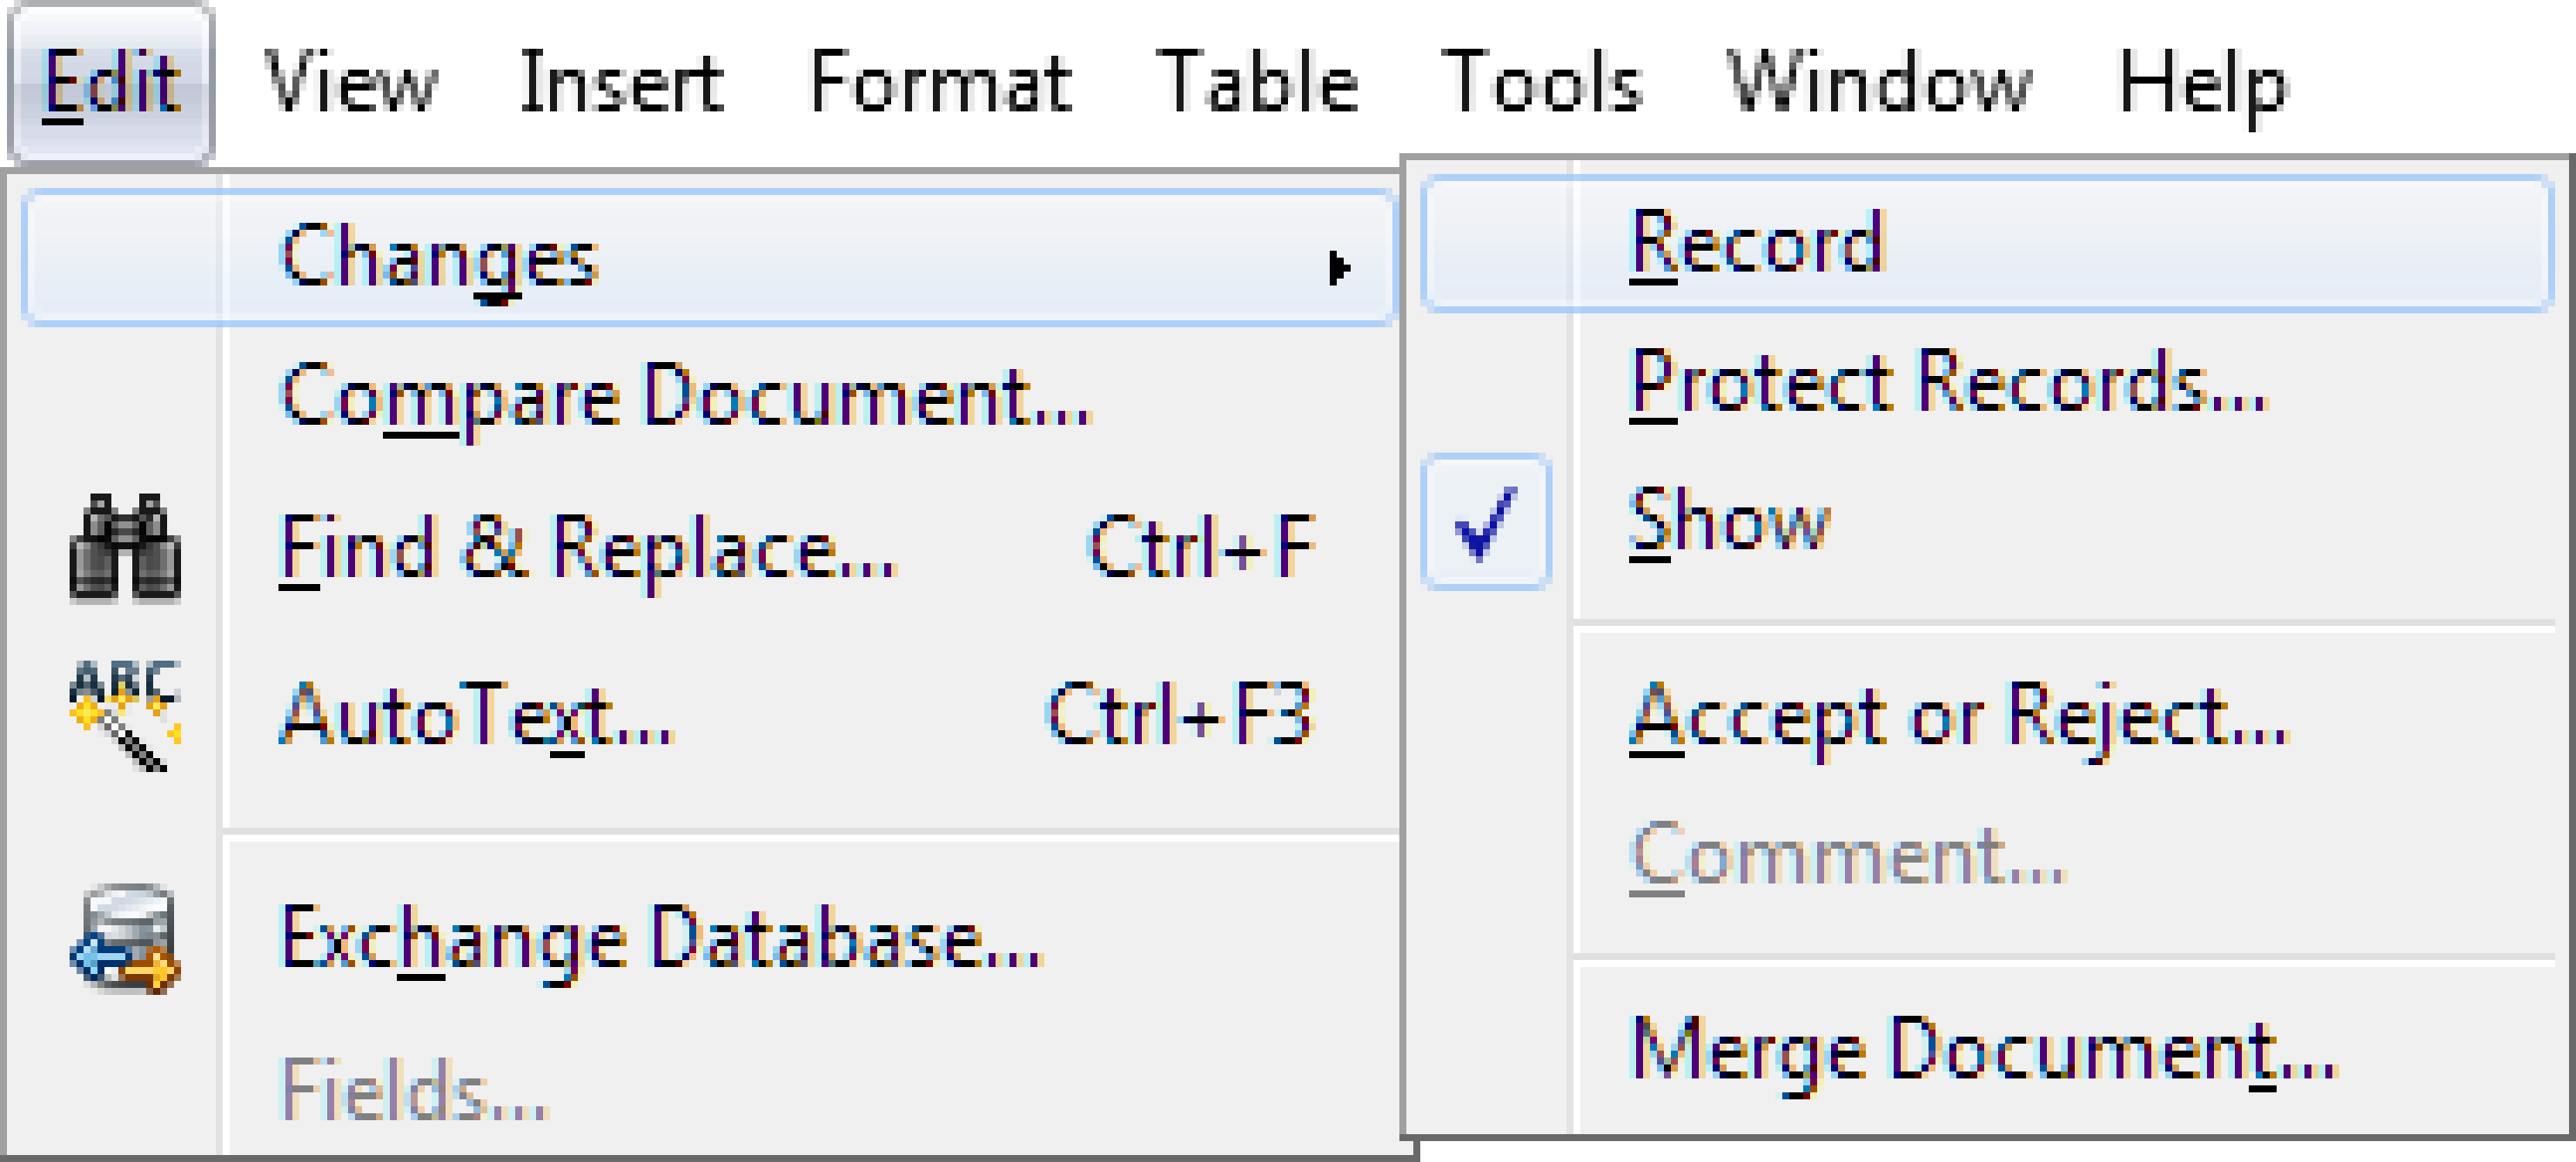 Edit View Insert Format Table Tools Window Help
Changes
Compare Document...
Find & Replace... Ctrl+F
AutoText... Ctrl+F3
Exchange Database...
Fields...
Record
Protect Records...
Show
Accept or Reject...
Comment...
Merge Document...
ABC